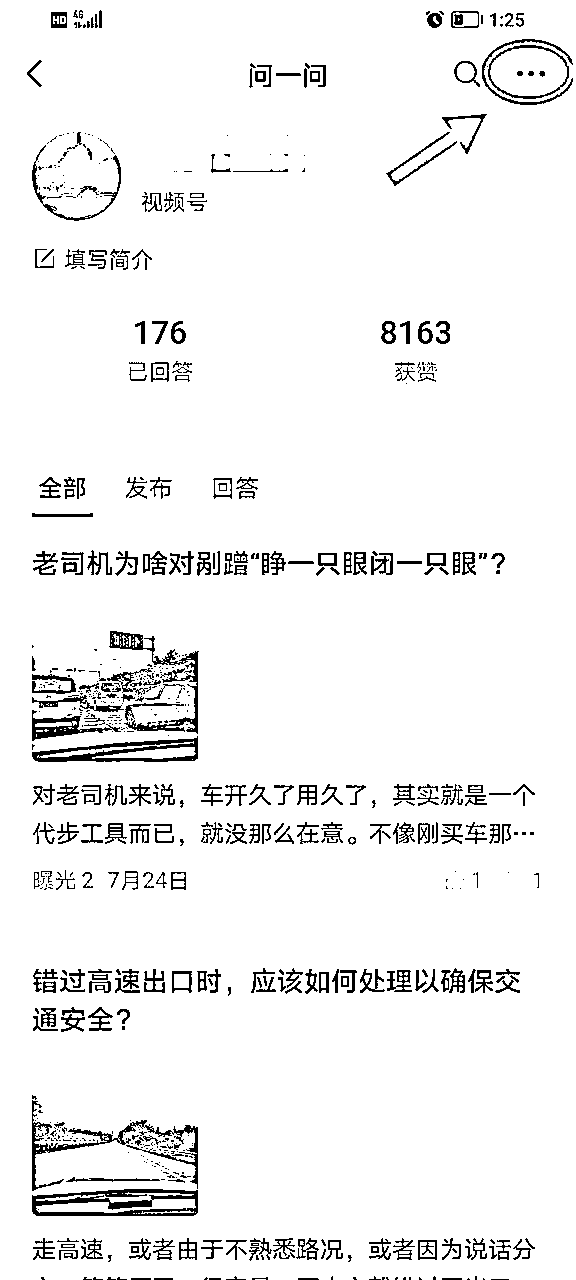 HD 4G 1:25
问一问
视频号
填写简介
176 8163
已回答 获赞
全部 发布 回答
老司机为啥对剐蹭“睁一只眼闭一只眼”？
对老司机来说，车开久了用久了，其实就是一个
代步工具而已，就没那么在意。不像刚买车那…
曝光 2 7月24日 1 1
错过高速出口时，应该如何处理以确保交
通安全？
走高速，或者由于不熟悉路况，或者因为说话分